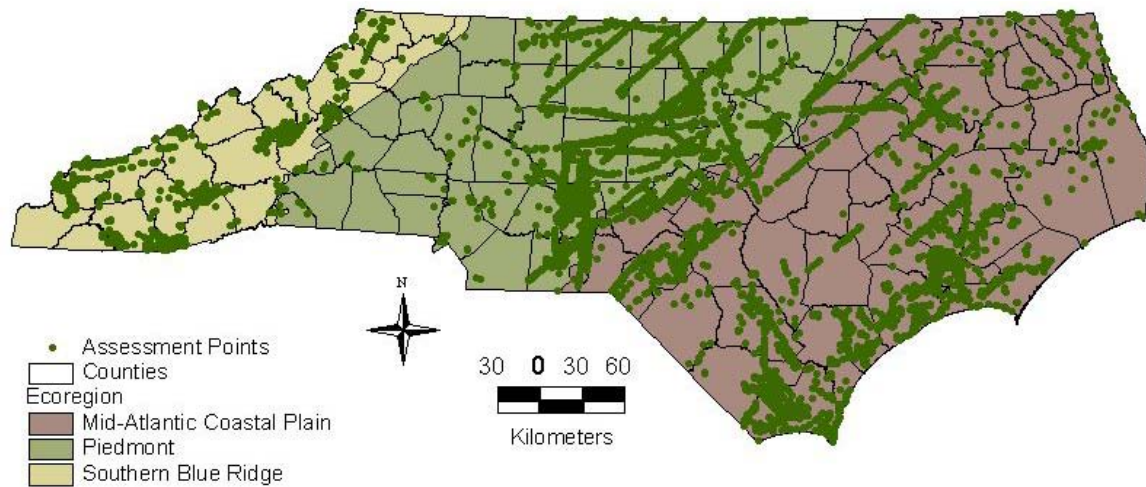 N
Assessment Points
Counties
Ecoregion
Mid-Atlantic Coastal Plain
Piedmont
Southern Blue Ridge
30 0 30 60
Kilometers